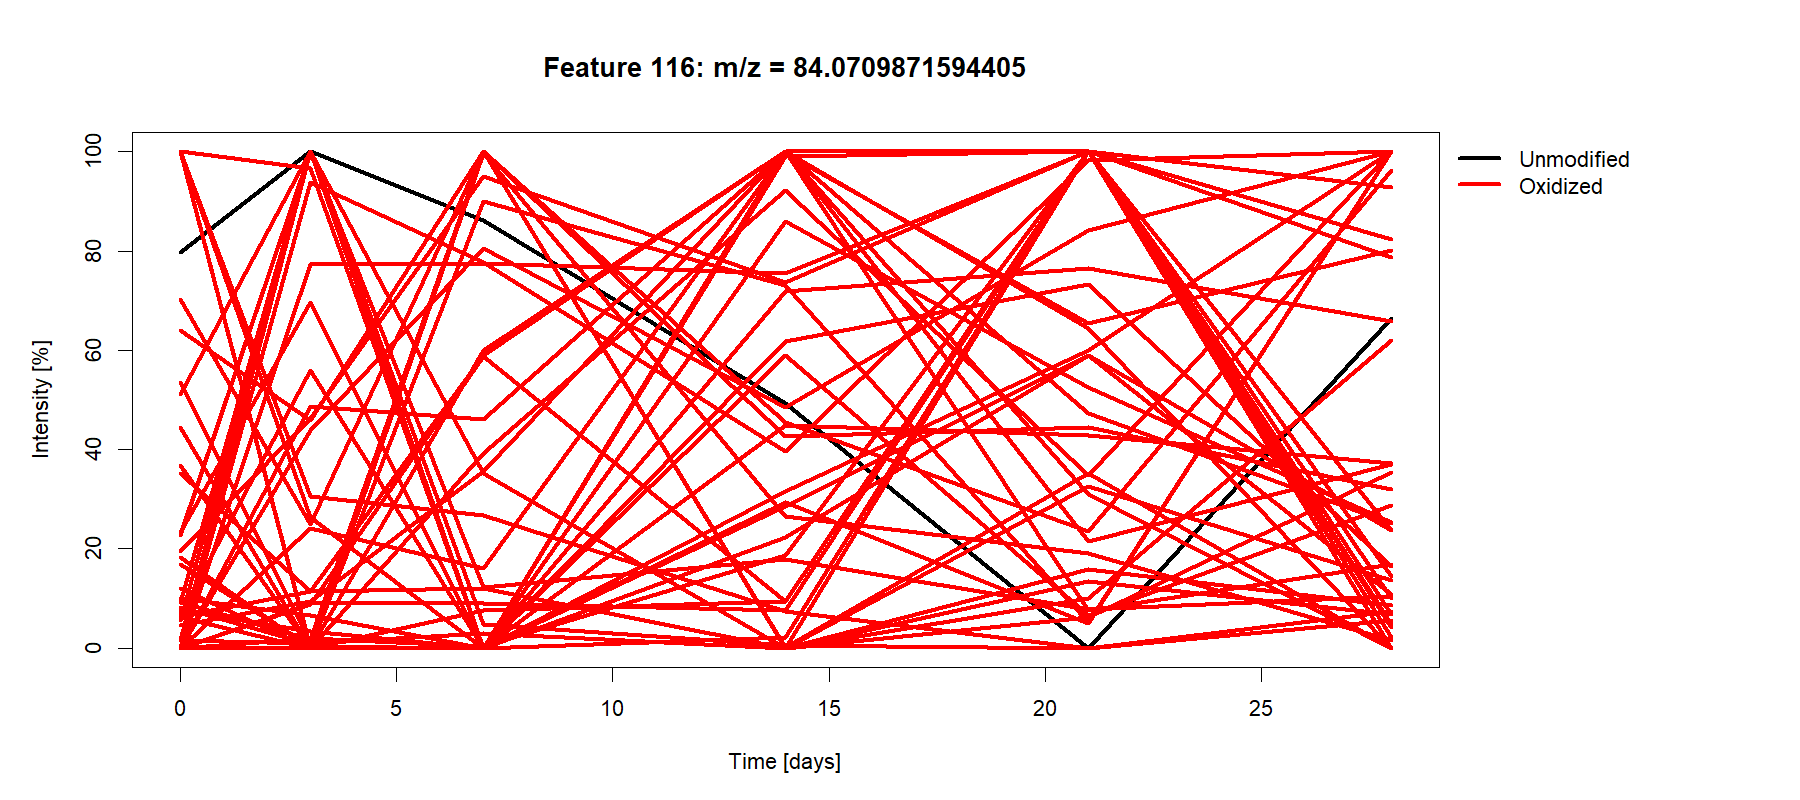 Feature 116: m/z = 84.0709871594405
Unmodified
Oxidized
Intensity [%]
100
80
60
40
20
0
0 5 10 15 20 25
Time [days]